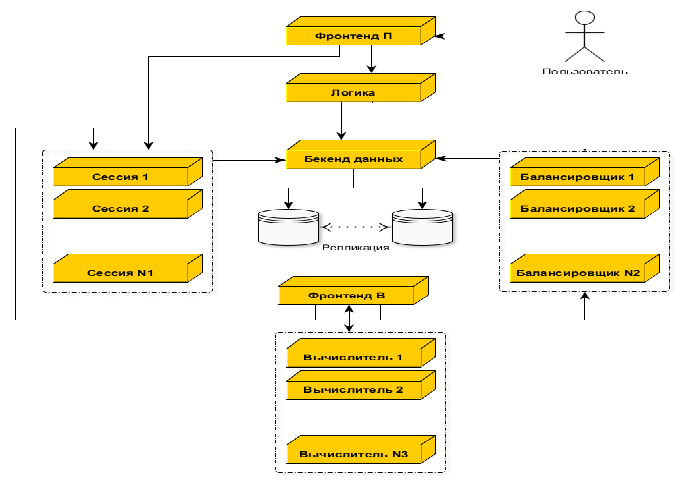 Фронтенд П
Пользователь
Логика
Бекенд данных
Сессия 1
Сессия 2
Сессия N1
Балансировщик 1
Балансировщик 2
Балансировщик N2
Репликация
Фронтенд В
Вычислитель 1
Вычислитель 2
Вычислитель N3